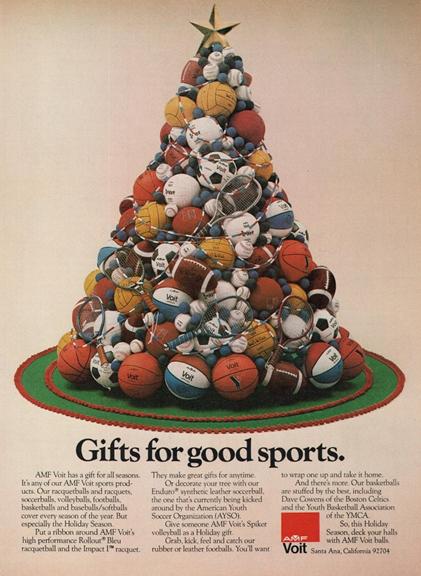 Voit
Voit
Voit
Voit
Voit
Voit
Gifts for good sports.
AMF Voit has a gift for all seasons.
It's any of our AMF Voit sports prod-
ucts. Our racquetballs and racquets,
soccerballs, volleyballs, footballs,
basketballs and baseballs/softballs
cover every season of the year. But
especially the Holiday Season.
Put a ribbon around AMF Voit's
high performance Rollout® Bleu
racquetball and the Impact I™ racquet.
They make great gifts for anytime.
Or decorate your tree with our
Enduro® synthetic leather soccerball,
the one that's currently being kicked
around by the American Youth
Soccer Organization (AYSO).
Give someone AMF Voit's Spiker
volleyball as a Holiday gift.
Grab, kick, feel and catch our
rubber or leather footballs. You'll want
to wrap one up and take it home.
And there's more. Our basketballs
are stuffed by the best, including
Dave Cowens of the Boston Celtics
and the Youth Basketball Association
of the YMCA.
So, this Holiday
Season, deck your halls
with AMF Voit balls.
AMF
Voit
Santa Ana, California 92704